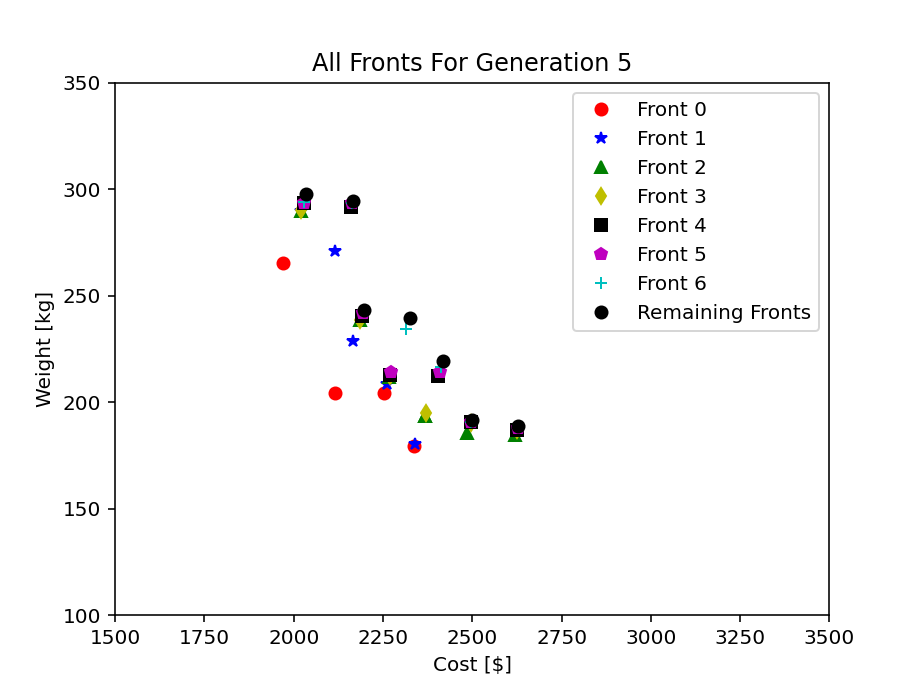 All Fronts For Generation 5
350
300
250
200
150
100
Weight [kg]
Front 0
Front 1
Front 2
Front 3
Front 4
Front 5
Front 6
Remaining Fronts
1500 1750 2000 2250 2500 2750 3000 3250 3500
Cost [$]